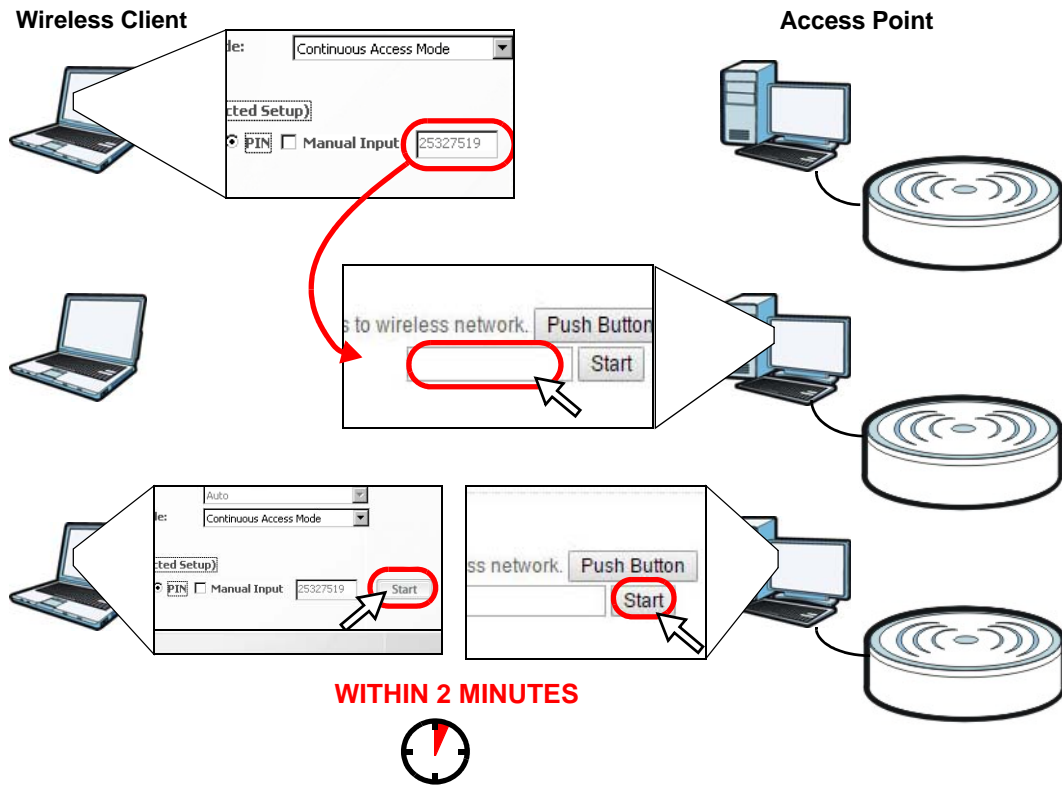 Wireless Client
Access Point
de:
Continuous Access Mode
cted Setup)
PIN
Manual Input
25327519
s to wireless network.
Push Button
Start
Auto
de:
Continuous Access Mode
cted Setup)
PIN
Manual Input
25327519
Start
ss network.
Push Button
Start
WITHIN 2 MINUTES